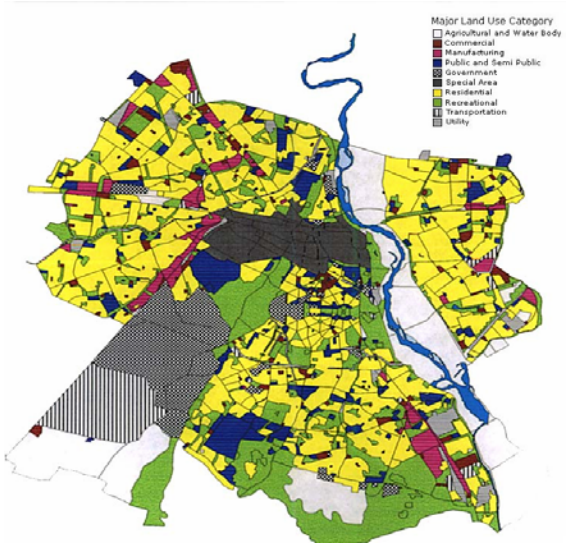 Major Land Use Category
Agricultural and Water Body
Commercial
Manufacturing
Public and Semi Public
Government
Special Area
Residential
Recreational
Transportation
Utility